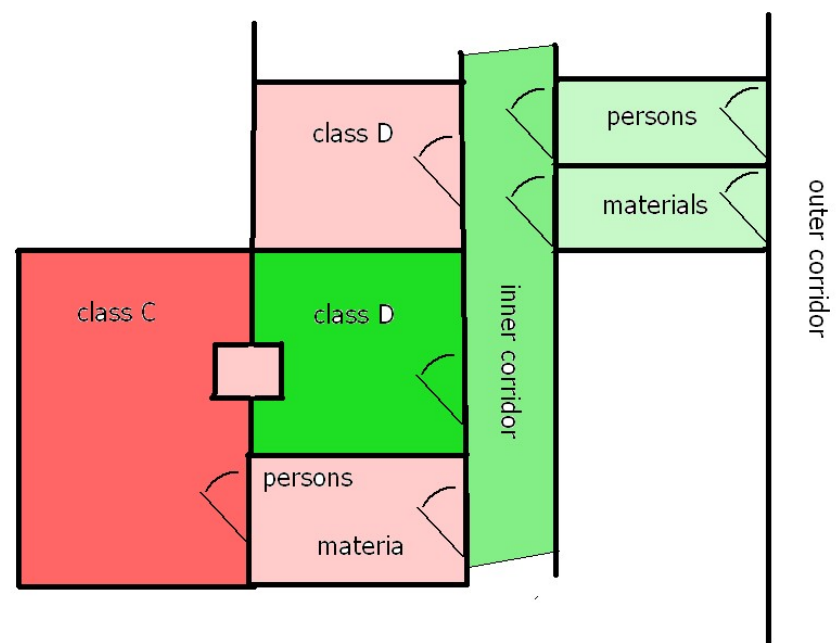 class D
persons
materials
outer corridor
class C
class D
inner corridor
persons
materia